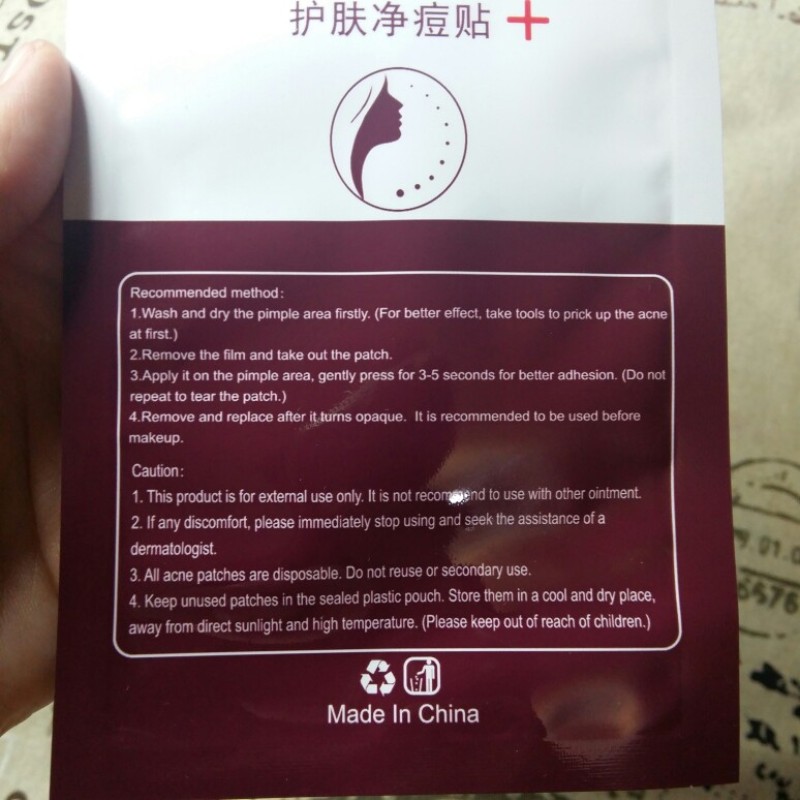 护肤净痘贴
Recommended method:
1.Wash and dry the pimple area firstly. (For better effect, take tools to prick up the acne
at first.)
2.Remove the film and take out the patch.
3.Apply it on the pimple area, gently press for 3-5 seconds for better adhesion. (Do not
repeat to tear the patch.)
4.Remove and replace after it turns opaque. It is recommended to be used before
makeup.
Caution:
1. This product is for external use only. It is not recommend to use with other ointment.
2. If any discomfort, please immediately stop using and seek the assistance of a
dermatologist.
3. All acne patches are disposable. Do not reuse or secondary use.
4. Keep unused patches in the sealed plastic pouch. Store them in a cool and dry place,
away from direct sunlight and high temperature. (Please keep out of reach of children.)
Made In China